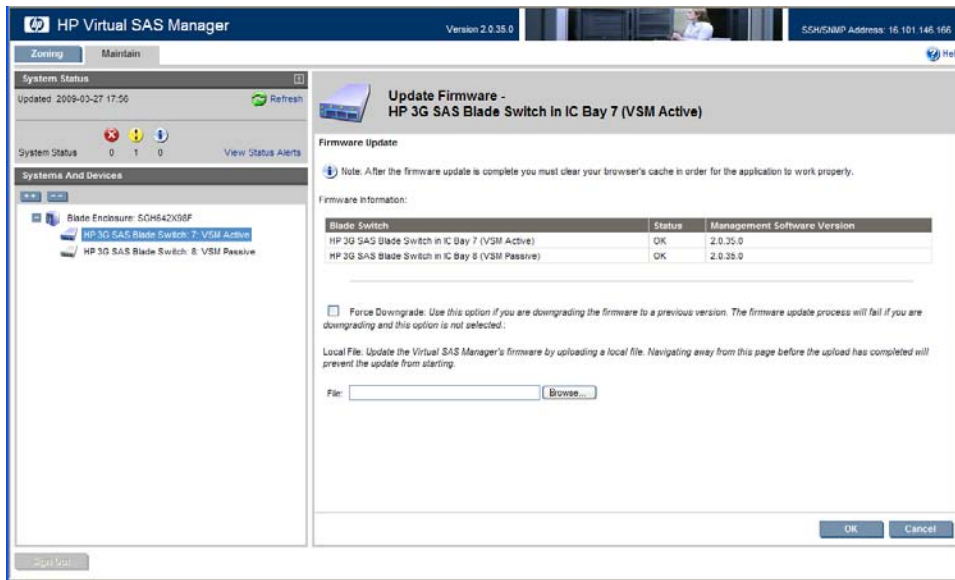 hp HP Virtual SAS Manager
Version 2.0.35.0
SSH/SNMP Address: 16.101.146.166
Zoning
Maintain
Hel
System Status
Updated 2009-03-27 17:56
Refresh
System Status 0 1 0 View Status Alerts
Systems And Devices
Blade Enclosure: SGH642X98F
HP 3G SAS Blade Switch: 7: VSM Active
HP 3G SAS Blade Switch: 8: VSM Passive
Update Firmware -
HP 3G SAS Blade Switch in IC Bay 7 (VSM Active)
Firmware Update
Note: After the firmware update is complete you must clear your browser's cache in order for the application to work properly.
Firmware Information:
Blade Switch Status Management Software Version
HP 3G SAS Blade Switch in IC Bay 7 (VSM Active) OK 2.0.35.0
HP 3G SAS Blade Switch in IC Bay 8 (VSM Passive) OK 2.0.35.0
Force Downgrade: Use this option if you are downgrading the firmware to a previous version. The firmware update process will fail if you are
downgrading and this option is not selected.:
Local File: Update the Virtual SAS Manager's firmware by uploading a local file. Navigating away from this page before the upload has completed will
prevent the update from starting.
File: Browse...
OK Cancel
Sign Out